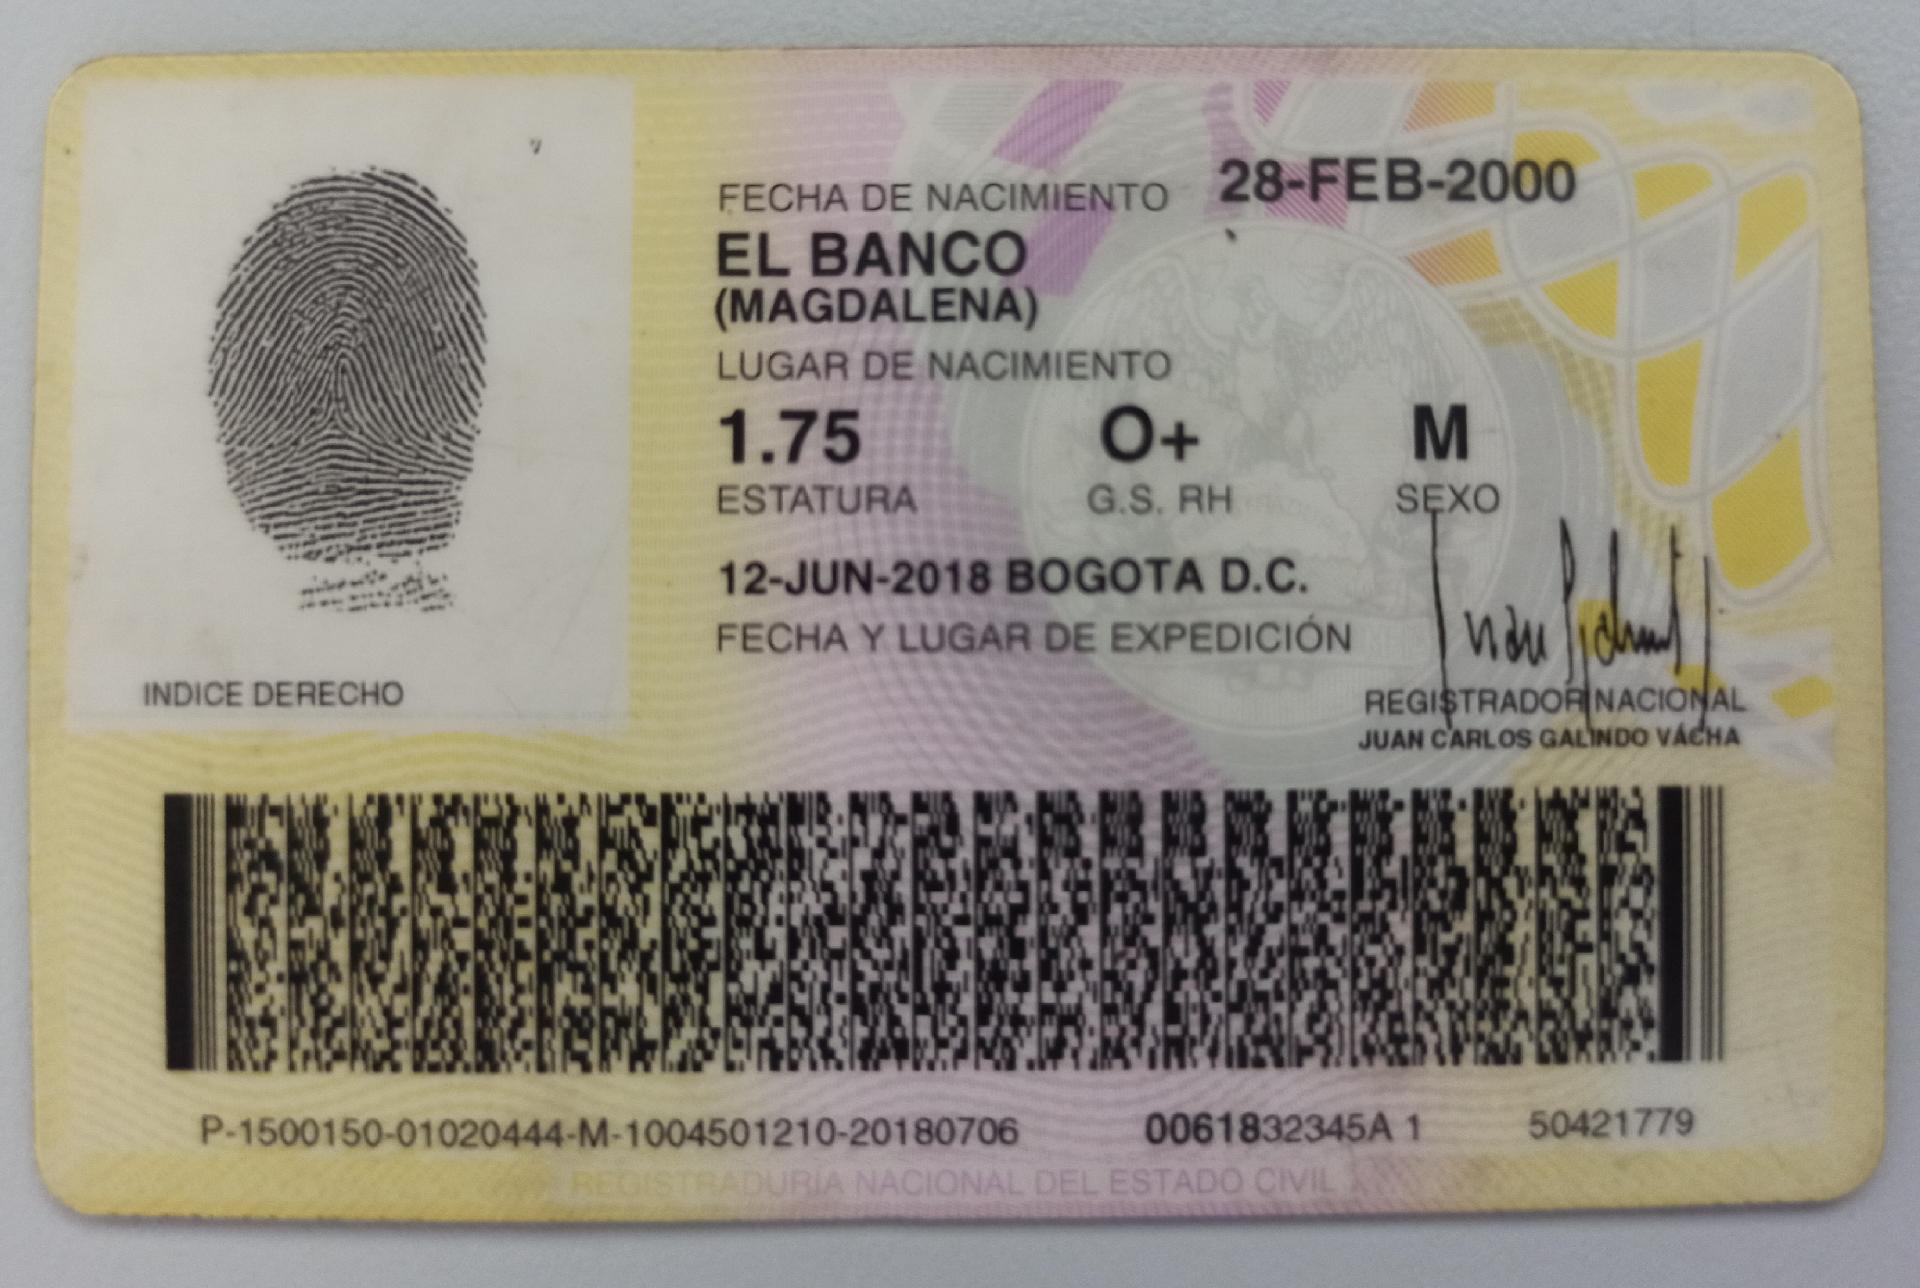 28-FEB-2000
FECHA DE NACIMIENTO
EL BANCO
(MAGDALENA)
LUGAR DE NACIMIENTO
1.75 O+ M
ESTATURA G.S. RH SEXO
12-JUN-2018 BOGOTA D.C.
FECHA Y LUGAR DE EXPEDICIÓN
INDICE DERECHO
REGISTRADOR NACIONAL
JUAN CARLOS GALINDO VÁCHA
P-1500150-01020444-M-1004501210-20180706 0061832345A 1 50421779
REGISTRADURÍA NACIONAL DEL ESTADO CIVIL